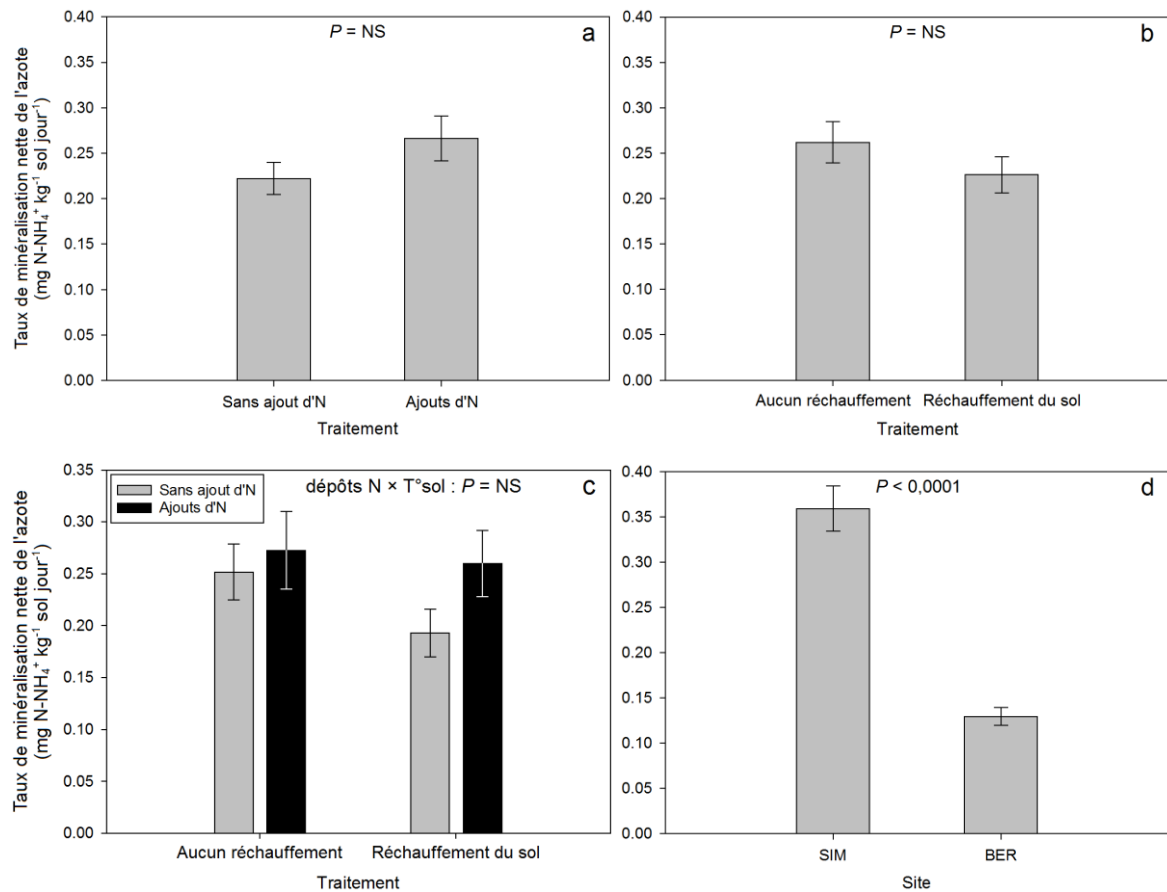 Taux de minéralisation nette de l'azote
(mg N-NH₄⁺ kg⁻¹ sol jour⁻¹)
0.40
0.35
0.30
0.25
0.20
0.15
0.10
0.05
0.00
P = NS
a
Sans ajout d'N
Ajouts d'N
Traitement
0.40
0.35
0.30
0.25
0.20
0.15
0.10
0.05
0.00
P = NS
b
Aucun réchauffement
Réchauffement du sol
Traitement
Taux de minéralisation nette de l'azote
(mg N-NH₄⁺ kg⁻¹ sol jour⁻¹)
0.35
0.30
0.25
0.20
0.15
0.10
0.05
0.00
Sans ajout d'N
Ajouts d'N
dépôts N × T°sol : P = NS
c
Aucun réchauffement
Réchauffement du sol
Traitement
0.40
0.35
0.30
0.25
0.20
0.15
0.10
0.05
0.00
P < 0,0001
d
SIM
BER
Site